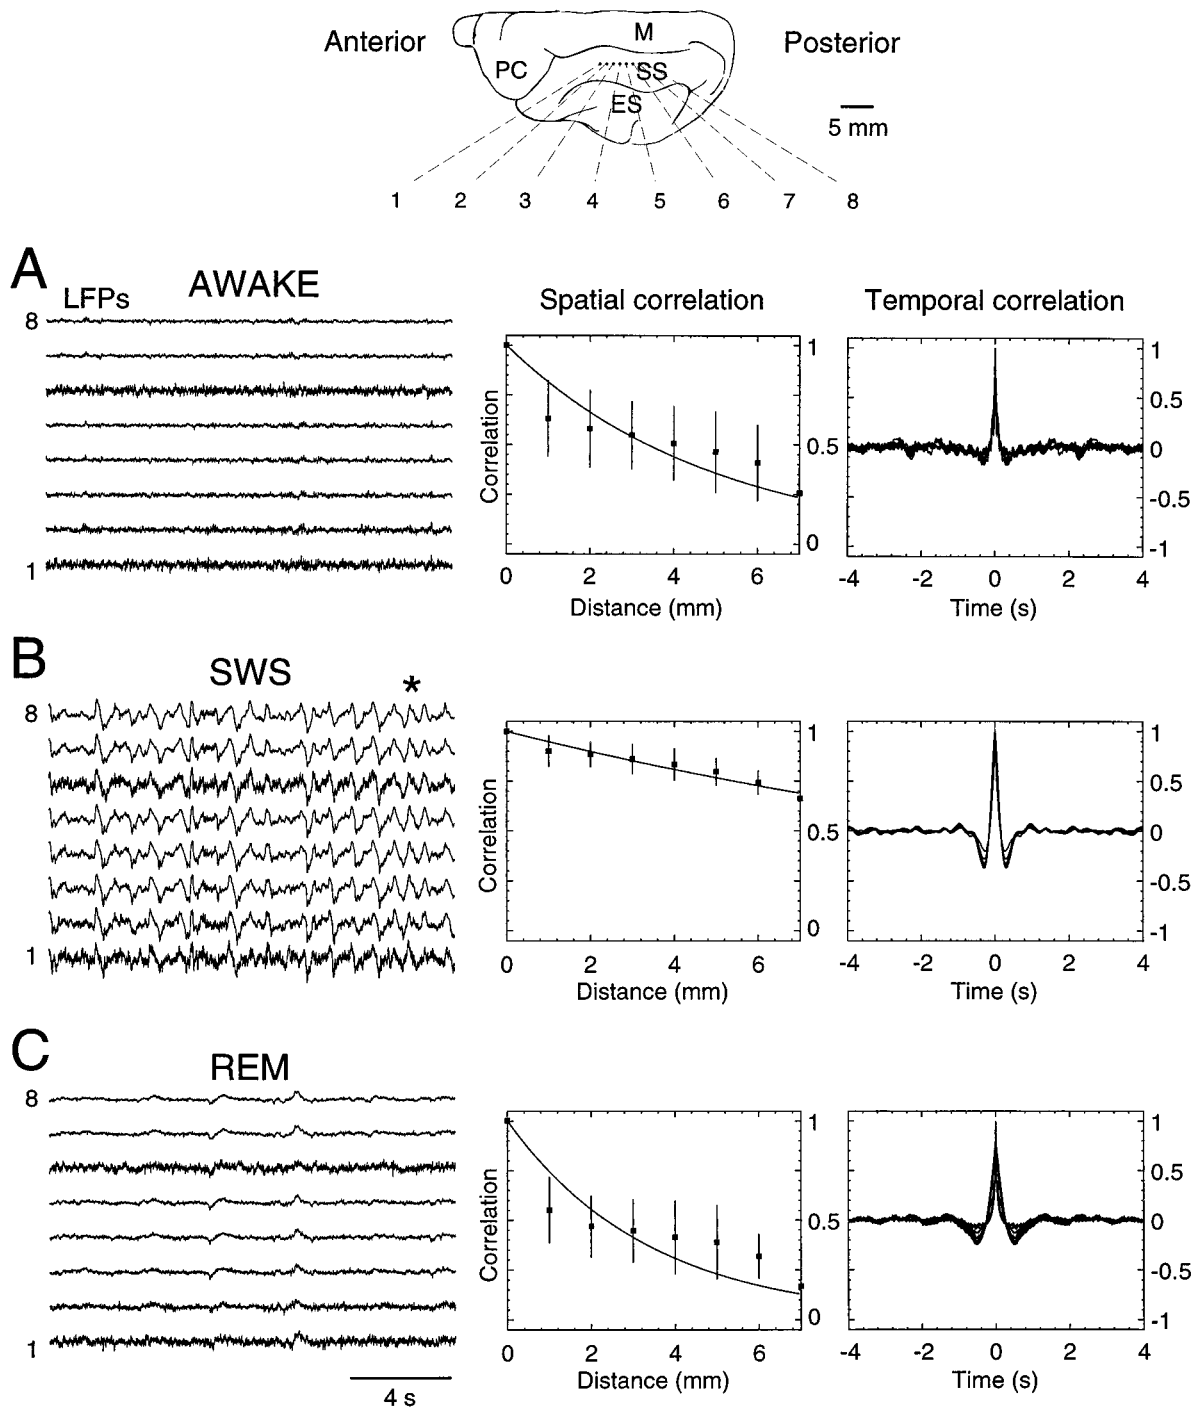 Anterior
M
Posterior
PC
SS
ES
5 mm
1 2 3 4 5 6 7 8
A
AWAKE
LFPs
8
1
Spatial correlation
Correlation
1
0.5
0
0 2 4 6
Distance (mm)
Temporal correlation
1
0.5
0
-0.5
-1
-4 -2 0 2 4
Time (s)
B
SWS
*
8
1
Correlation
1
0.5
0
0 2 4 6
Distance (mm)
1
0.5
0
-0.5
-1
-4 -2 0 2 4
Time (s)
C
REM
8
1
4 s
Correlation
1
0.5
0
0 2 4 6
Distance (mm)
1
0.5
0
-0.5
-1
-4 -2 0 2 4
Time (s)